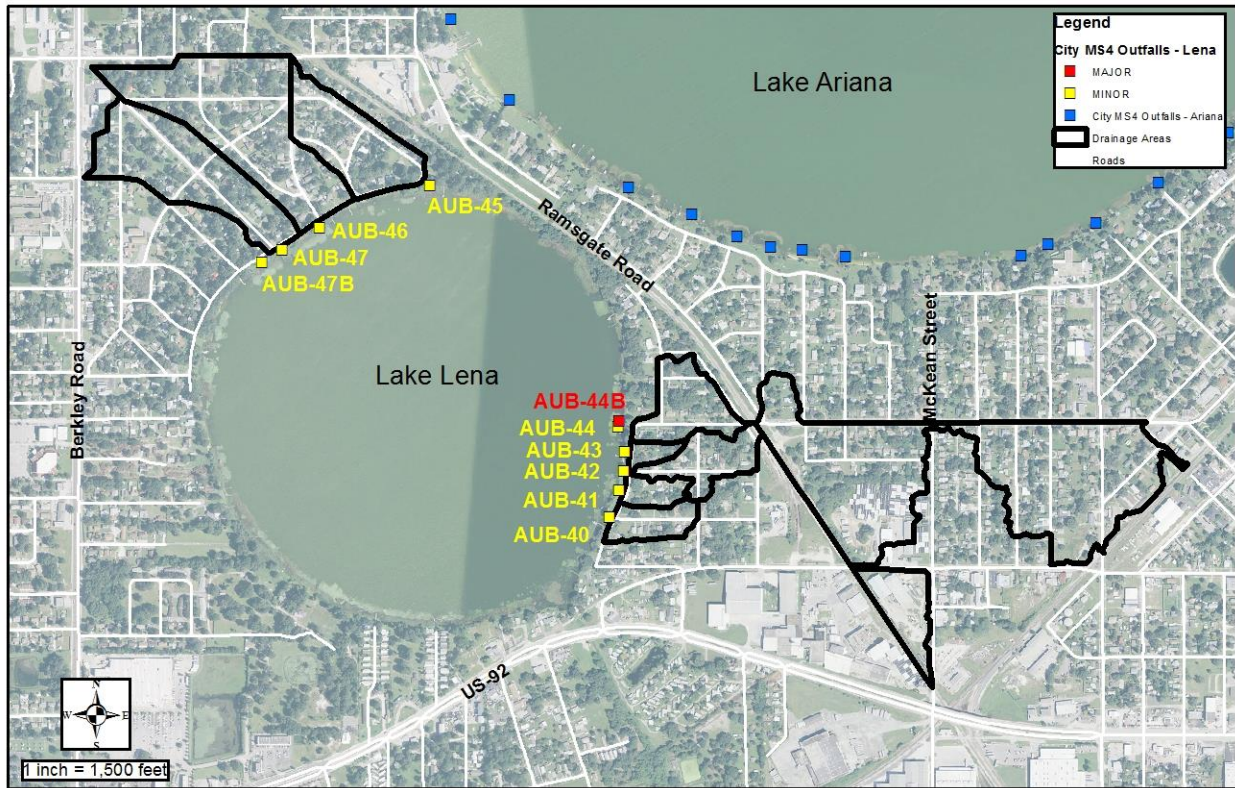 Legend
City MS4 Outfalls - Lena
MAJOR
MINOR
City MS4 Outfalls - Ariana
Drainage Areas
Roads
Lake Ariana
AUB-45
AUB-46
AUB-47
AUB-47B
Ramsgate Road
McKean Street
Berkley Road
Lake Lena
AUB-44B
AUB-44
AUB-43
AUB-42
AUB-41
AUB-40
US-92
N
W E
S
1 inch = 1,500 feet